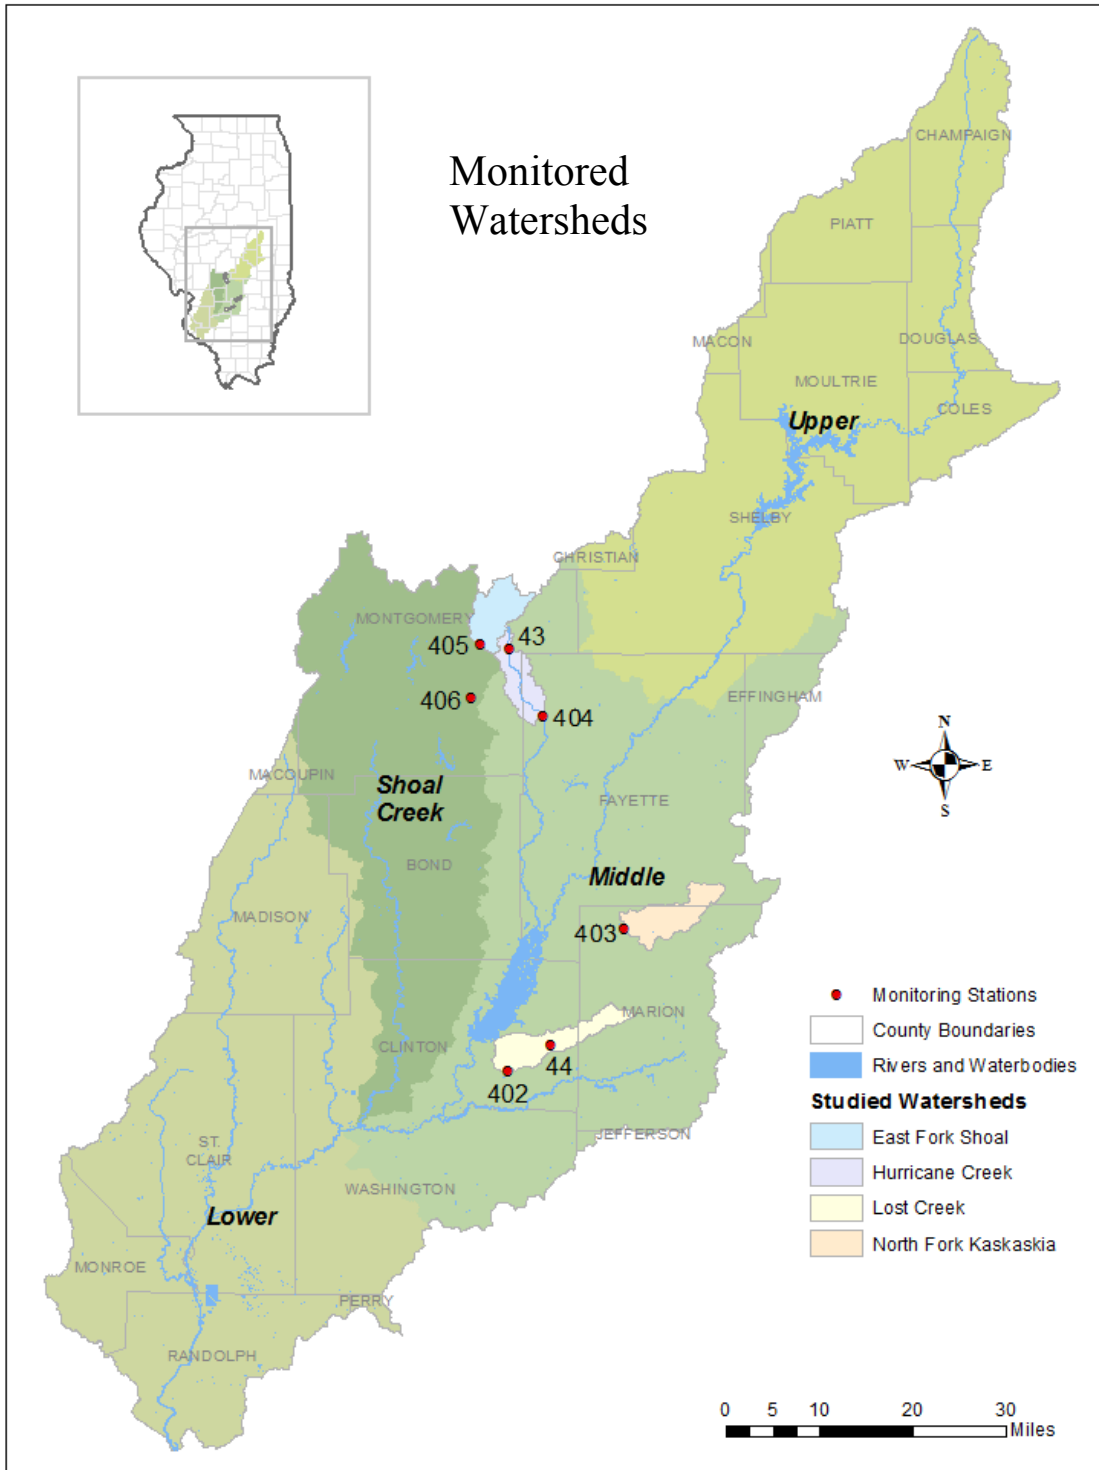 Monitored
Watersheds
CHAMPAIGN
PIATT
DOUGLAS
MACON
MOULTRIE
COLES
Upper
SHELBY
CHRISTIAN
MONTGOMERY
405
43
EFFINGHAM
406
404
N
W
E
S
MACOUPIN
Shoal
Creek
FAYETTE
BOND
Middle
MADISON
403
MARION
CLINTON
44
402
JEFFERSON
ST.
CLAIR
WASHINGTON
Lower
MONROE
PERRY
RANDOLPH
Monitoring Stations
County Boundaries
Rivers and Waterbodies
Studied Watersheds
East Fork Shoal
Hurricane Creek
Lost Creek
North Fork Kaskaskia
0 5 10 20 30
Miles